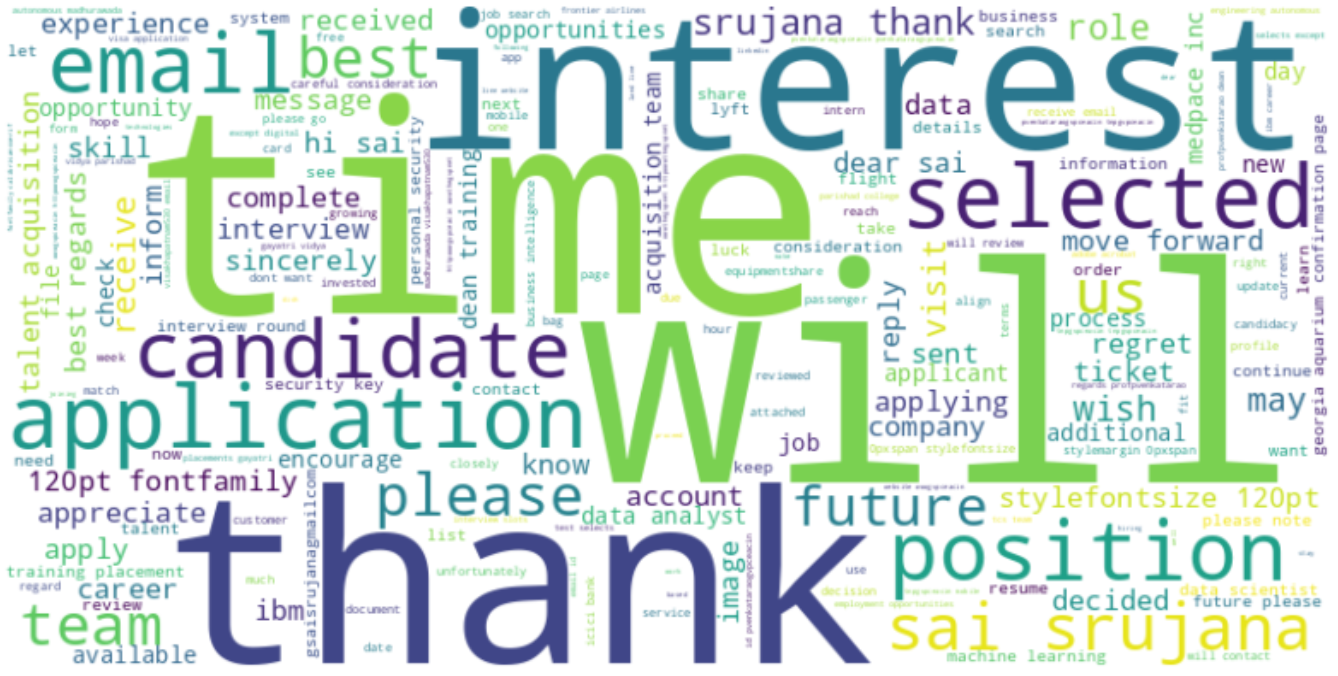 experience
system
received
job search
frontier airlines
opportunities
srujana thank
business
search
role
let
email
best
interest
visa application
free
app
careful consideration
opportunity
message
please go
next
mobile
one
share
lyft
intern
data
details
receive email
medpace inc
day
ibm career
form
hope
skill
card
hi sai
see
except digital
personal security
dean training
acquisition team
dear sai
flight
information
new
talent acquisition
file
best regards
receive
check
inform
complete
interview
growing
sincerely
gayatri vidya
dont want
invested
time
business intelligence
page
luck
equipmentshare
consideration
reach
take
passenger
selected
will review
move forward
order
us
right
update
current
learn
georgia aquarium confirmation page
interview round
bag
due
hour
reply
visit
align
terms
process
candidacy
regret
profile
week
candidate
security key
contact
reviewed
will
sent
applicant
ticket
regards profpvenkatarao
continue
match
application
attached
applying
company
wish
fit
may
additional
job
0pxspan stylefontsize
stylemargin 0pxspan
want
need
now
placements gayatri
encourage
closely
know
keep
120pt fontfamily
please
account
future
stylefontsize 120pt
appreciate
talent
customer
gsaisrujanagmailcom
list
data analyst
image
please note
apply
training placement
regard
career
much
unfortunately
thank
icici bank
use
decision
position
employment opportunities
resume
decided
data scientist
future please
review
ibm
document
service
team
available
date
sai srujana
machine learning
will contact